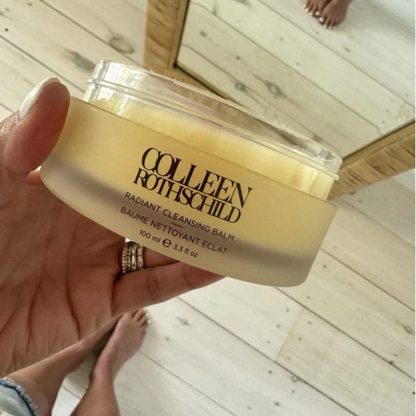 COLLEEN
ROTHSCHILD
RADIANT CLEANSING BALM
BAUME NETTOYANT ÉCLAT
100 ml ℮ 3.3 fl oz